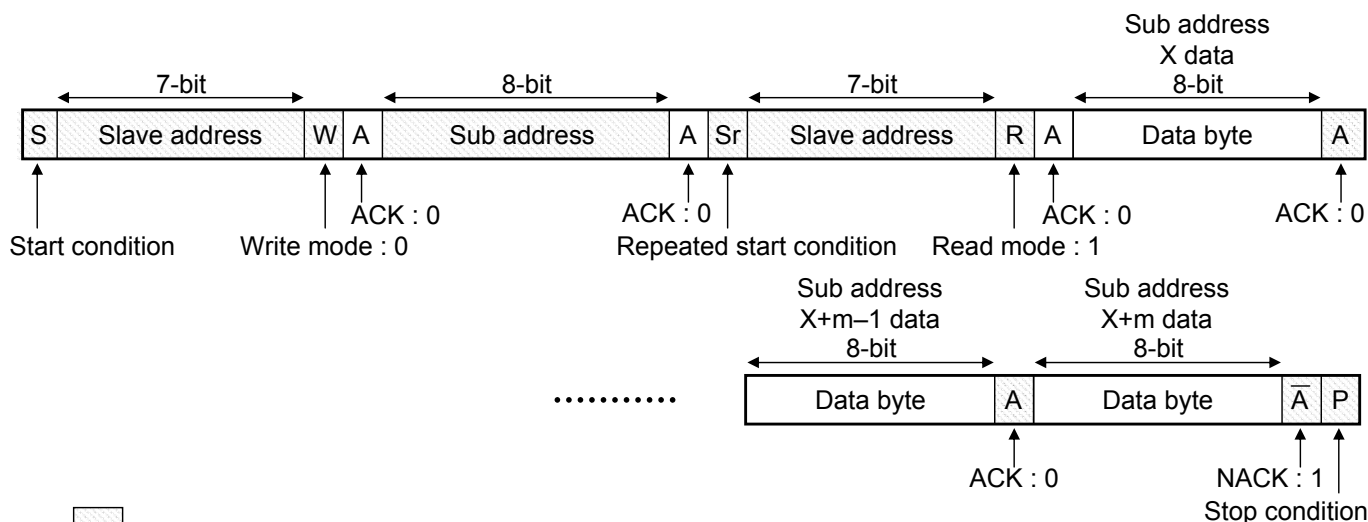 Sub address
X data
7-bit 8-bit 7-bit 8-bit
S Slave address W A Sub address A Sr Slave address R A Data byte A
ACK : 0 ACK : 0 ACK : 0 ACK : 0
Start condition Write mode : 0 Repeated start condition Read mode : 1
Sub address Sub address
X+m–1 data X+m data
8-bit 8-bit
........... Data byte A Data byte A̅ P
ACK : 0 NACK : 1
Stop condition